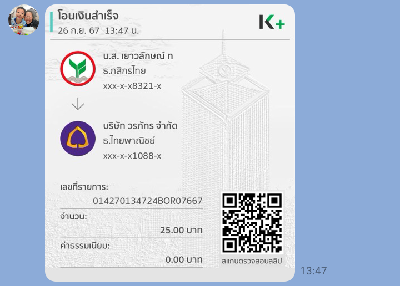 โอนเงินสำเร็จ
26 ก.ย. 67 13:47 น.
K+
น.ส. เยาวลักษณ์ ท
ธ.กสิกรไทย
xxx-x-x8321-x
บริษัท วรภัทร จำกัด
ธ.ไทยพาณิชย์
xxx-x-x1088-x
เลขที่รายการ:
014270134724BOR07667
จำนวน:
25.00 บาท
ค่าธรรมเนียม:
0.00 บาท
สแกนตรวจสอบสลิป
13:47